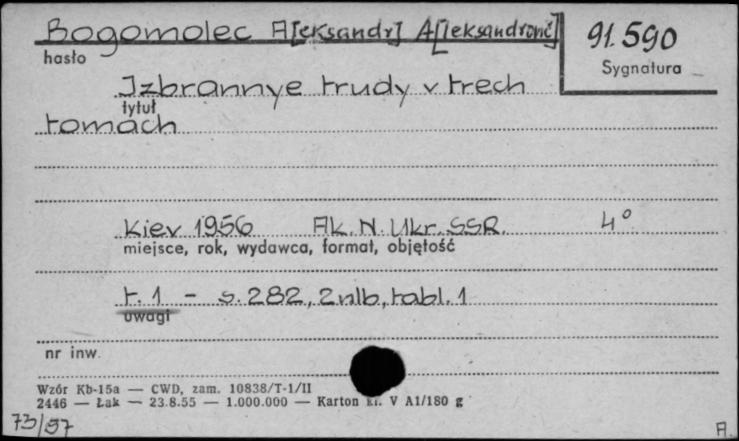 Bogomolec A[leksandr] A[leksandrovič]
91.590
hasło
Sygnatura
Izbrannye trudy v trech
tytuł
tomach
Kiev 1956 Ak. N. Ukr. SSR. 4°
miejsce, rok, wydawca, format, objętość
t. 1 - s. 282, 2 nlb, tabl. 1
uwagi
nr inw.
Wzór Kb-15a — CWD, zam. 10838/T-1/II
2446 — Łak — 23.8.55 — 1.000.000 — Karton kl. V A1/180 g
73/57
A.